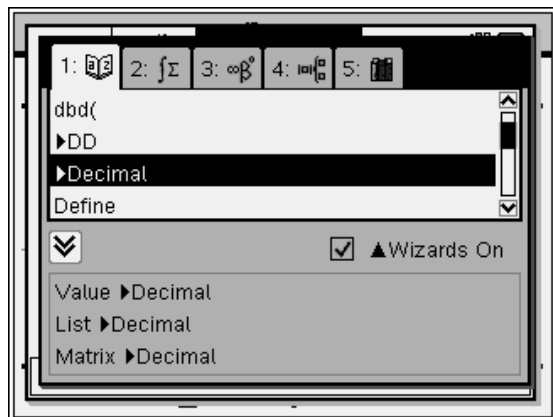 1: 2: ∫Σ 3: ∞β° 4: 5:
dbd(
▶DD
▶Decimal
Define
▲Wizards On
Value ▶Decimal
List ▶Decimal
Matrix ▶Decimal